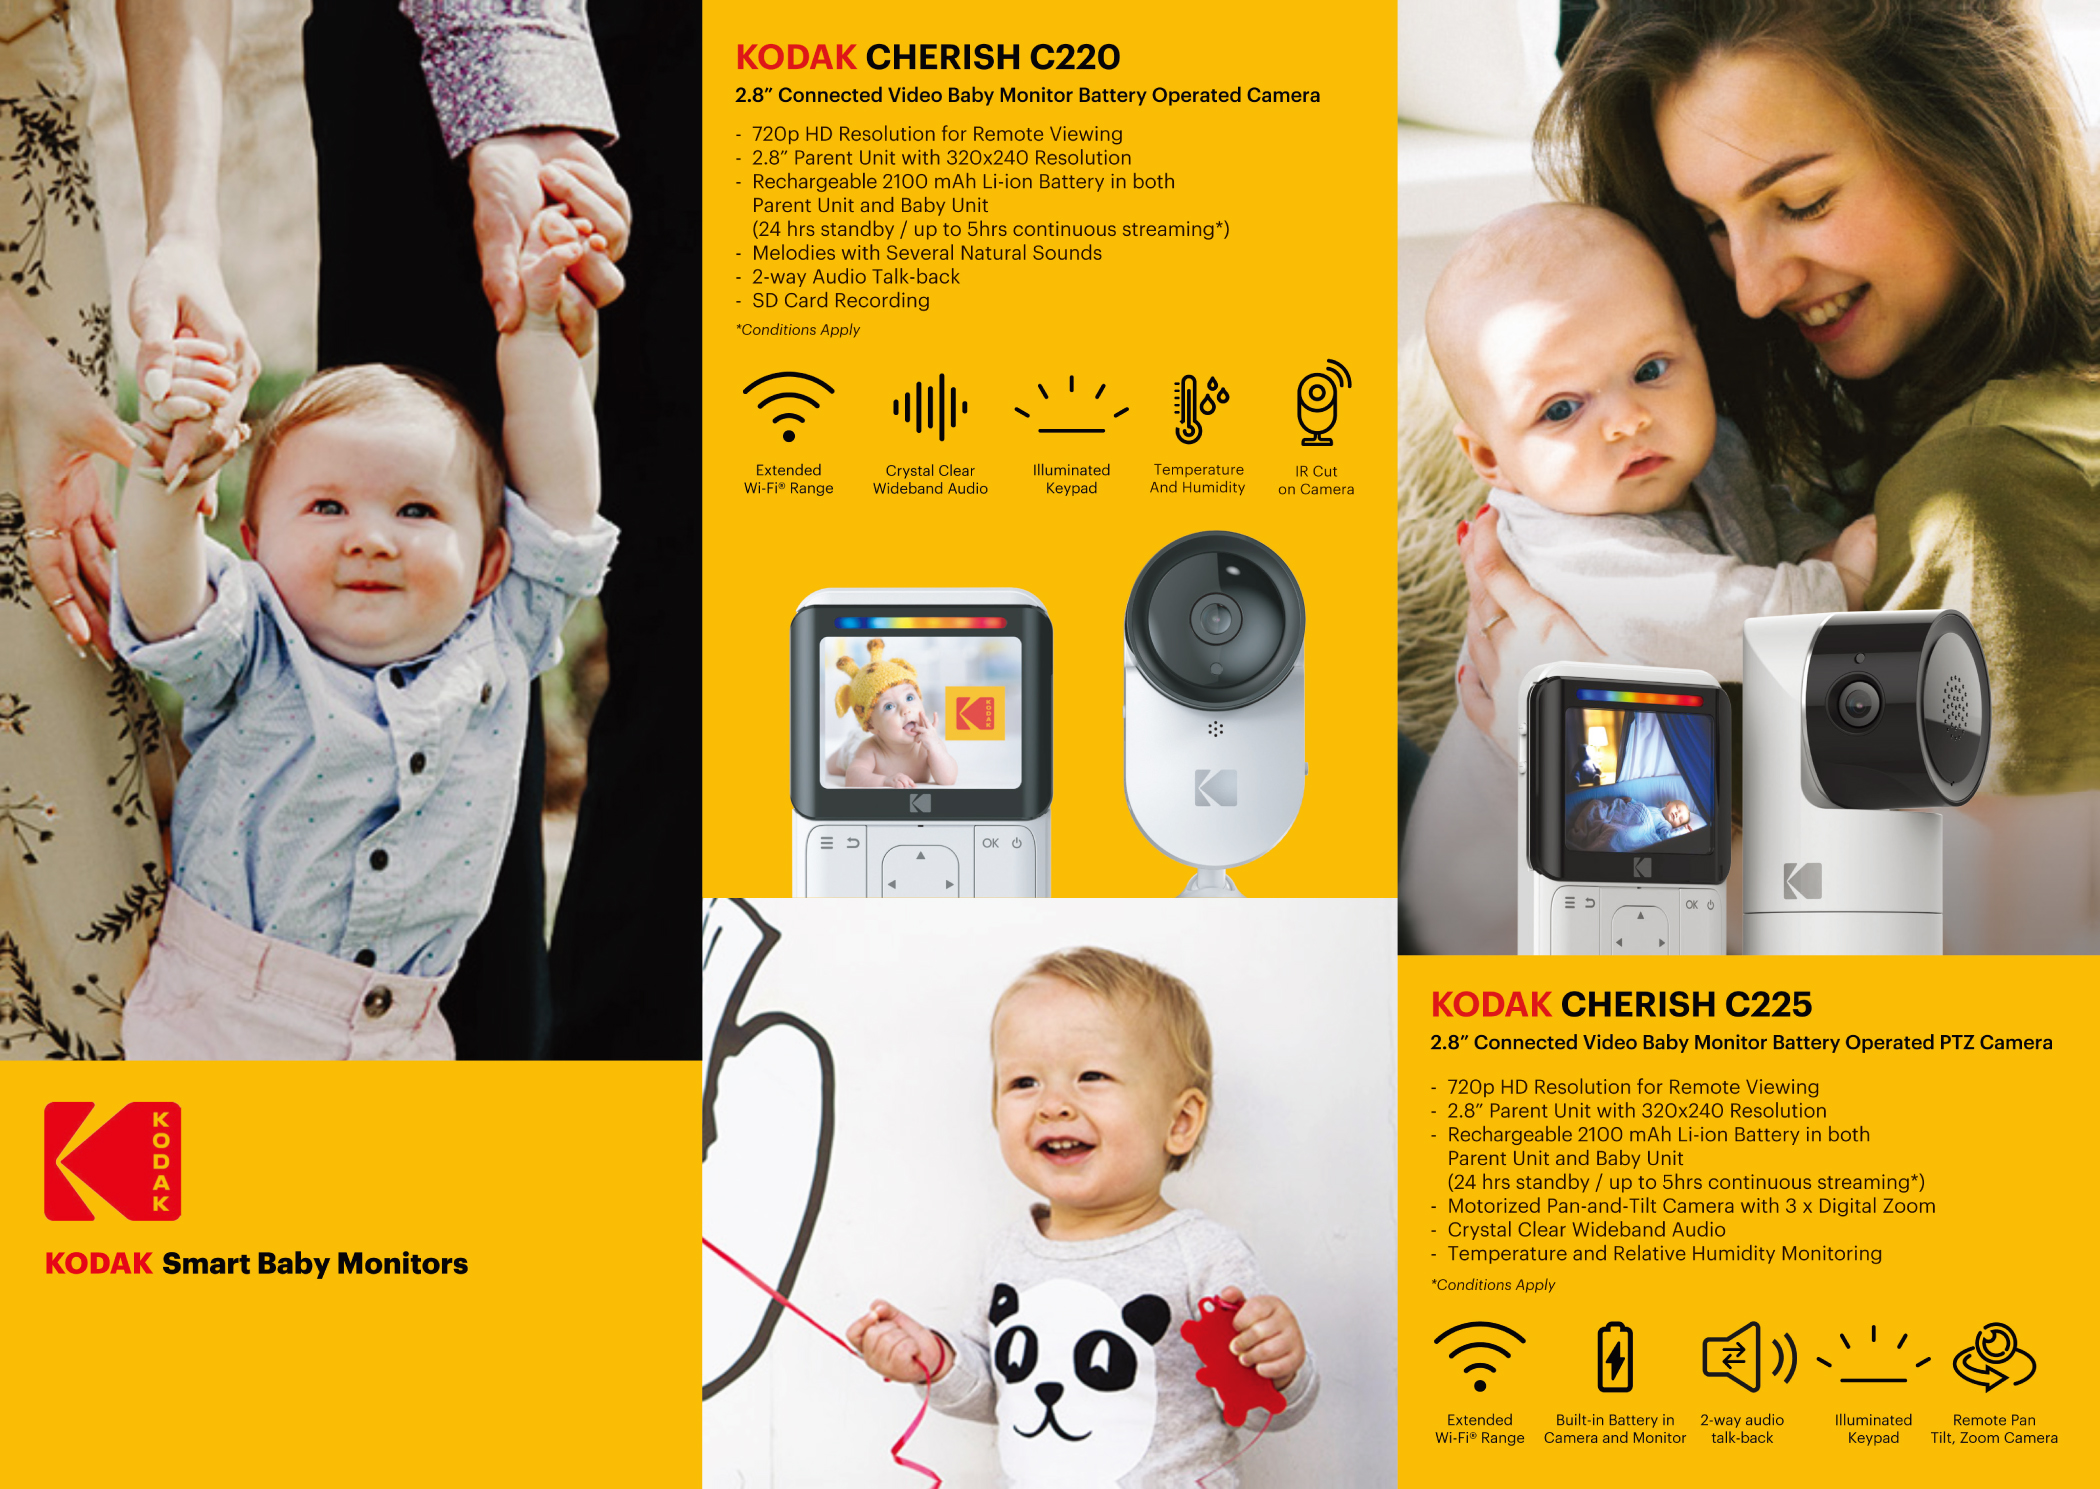 KODAK
KODAK Smart Baby Monitors
KODAK CHERISH C220
2.8” Connected Video Baby Monitor Battery Operated Camera
- 720p HD Resolution for Remote Viewing
- 2.8” Parent Unit with 320x240 Resolution
- Rechargeable 2100 mAh Li-ion Battery in both
Parent Unit and Baby Unit
(24 hrs standby / up to 5hrs continuous streaming*)
- Melodies with Several Natural Sounds
- 2-way Audio Talk-back
- SD Card Recording
*Conditions Apply
Extended
Wi-Fi® Range
Crystal Clear
Wideband Audio
Illuminated
Keypad
Temperature
And Humidity
IR Cut
on Camera
KODAK
OK
OK
KODAK CHERISH C225
2.8” Connected Video Baby Monitor Battery Operated PTZ Camera
- 720p HD Resolution for Remote Viewing
- 2.8” Parent Unit with 320x240 Resolution
- Rechargeable 2100 mAh Li-ion Battery in both
Parent Unit and Baby Unit
(24 hrs standby / up to 5hrs continuous streaming*)
- Motorized Pan-and-Tilt Camera with 3 x Digital Zoom
- Crystal Clear Wideband Audio
- Temperature and Relative Humidity Monitoring
*Conditions Apply
Extended
Wi-Fi® Range
Built-in Battery in
Camera and Monitor
2-way audio
talk-back
Illuminated
Keypad
Remote Pan
Tilt, Zoom Camera